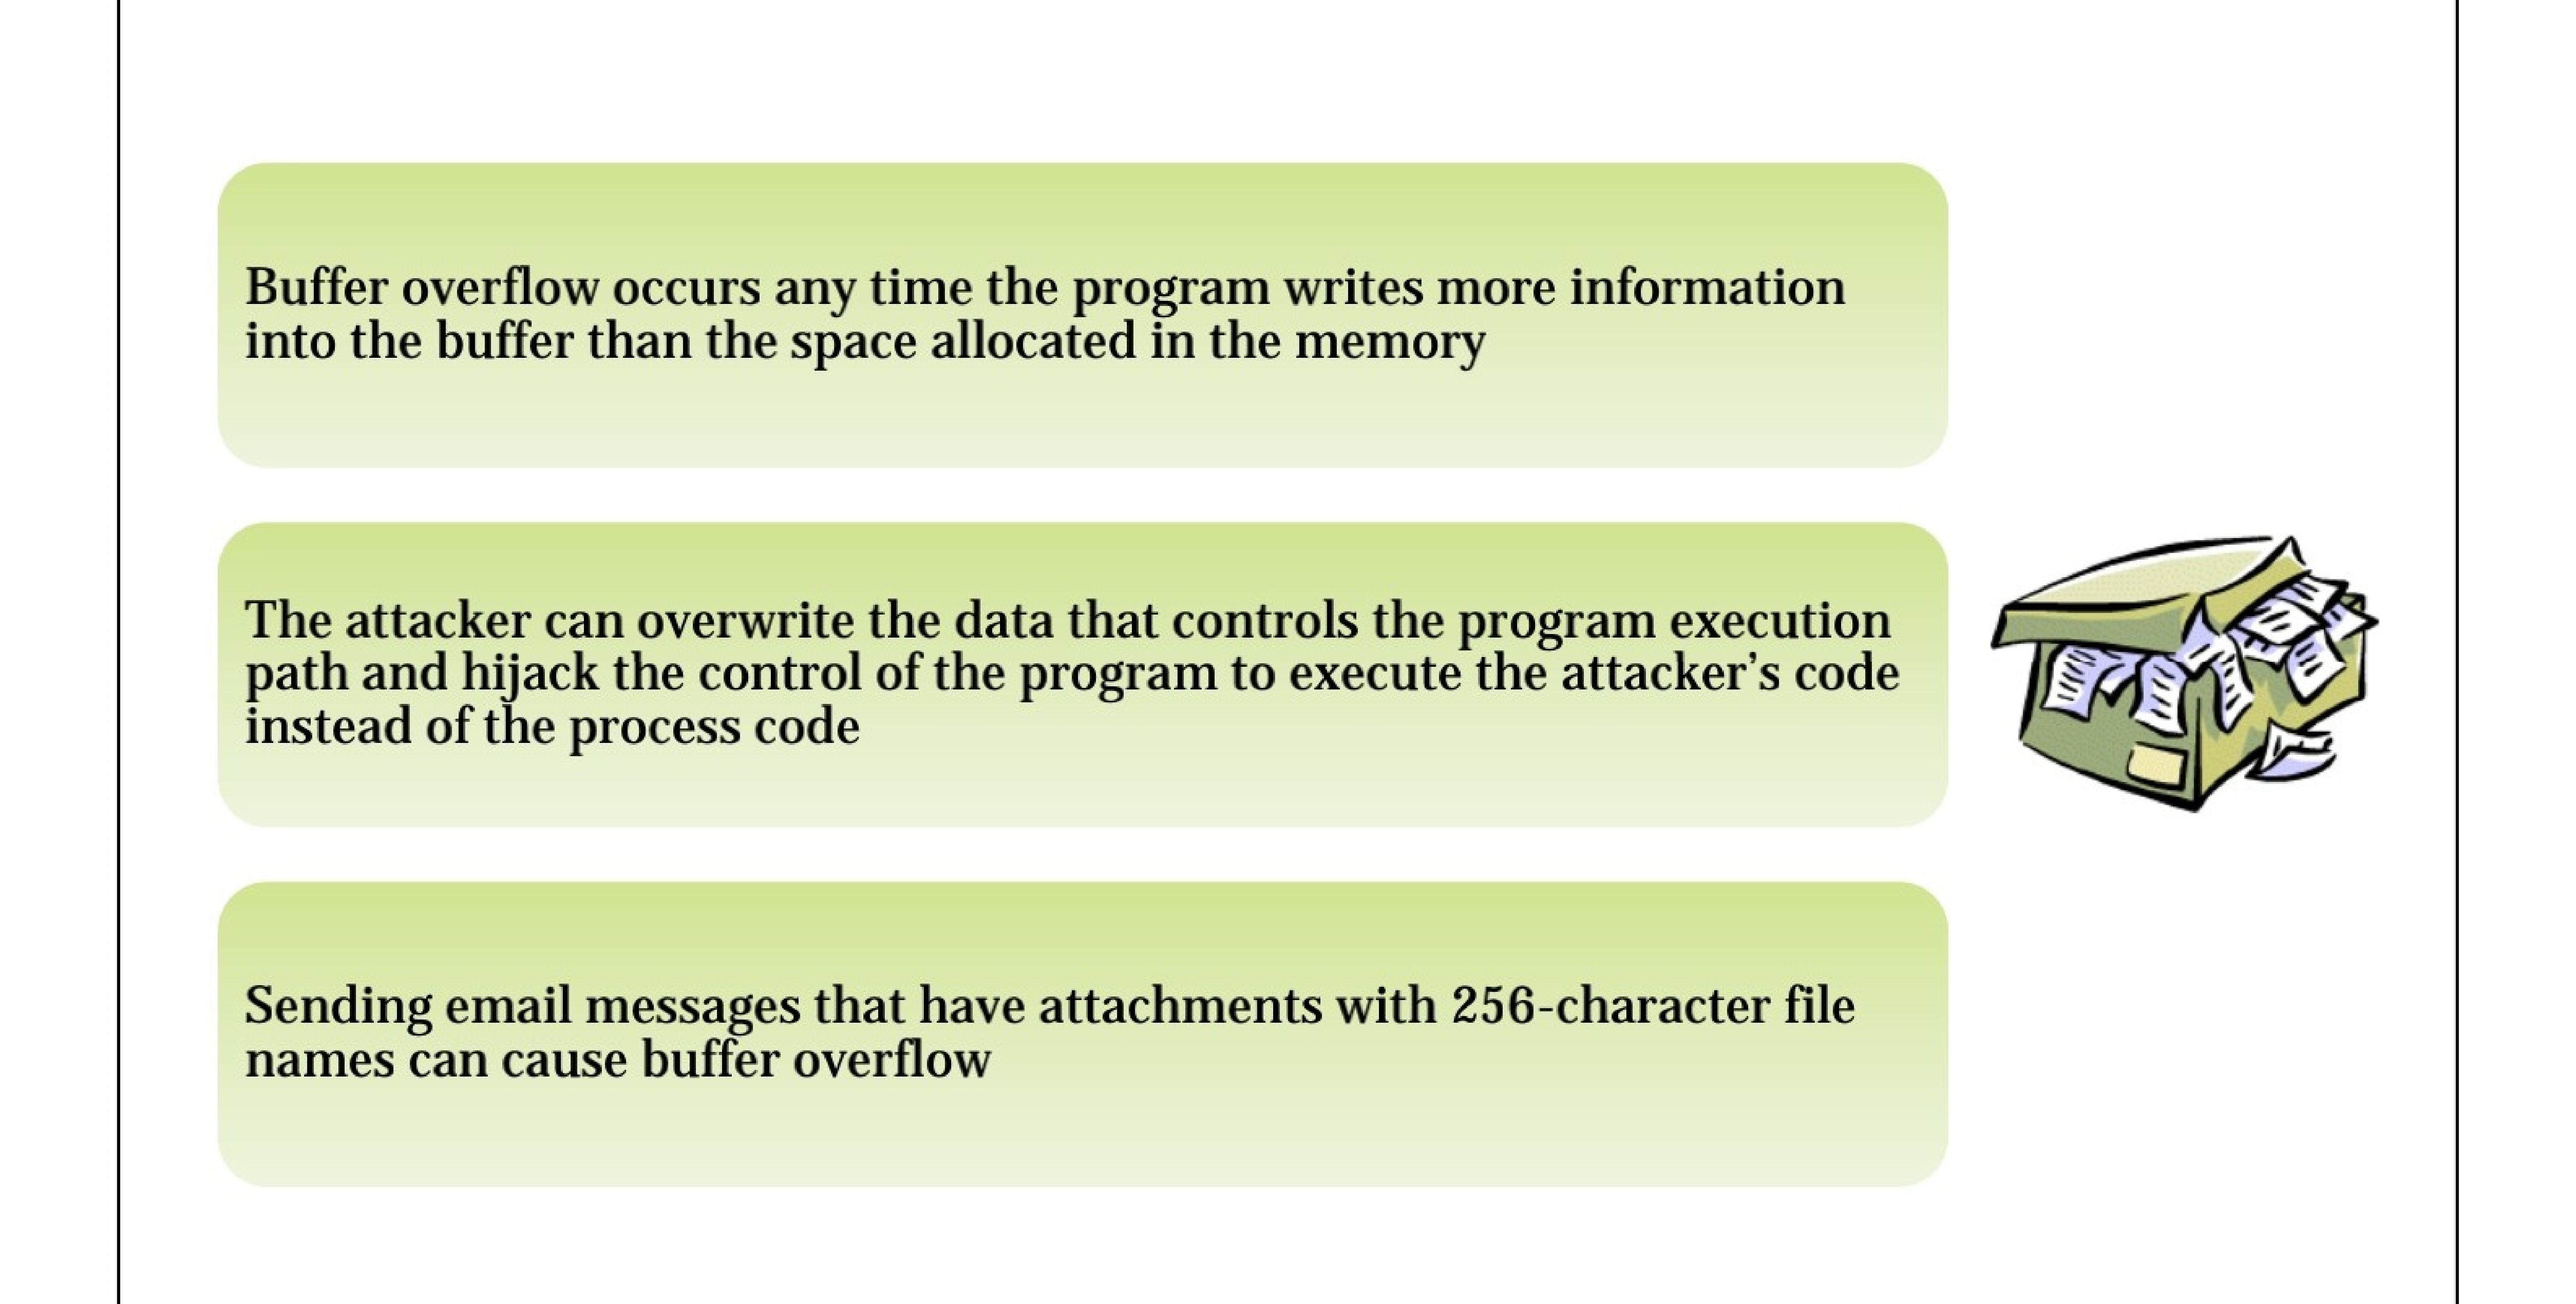 Buffer overflow occurs any time the program writes more information
into the buffer than the space allocated in the memory
The attacker can overwrite the data that controls the program execution
path and hijack the control of the program to execute the attacker’s code
instead of the process code
Sending email messages that have attachments with 256-character file
names can cause buffer overflow